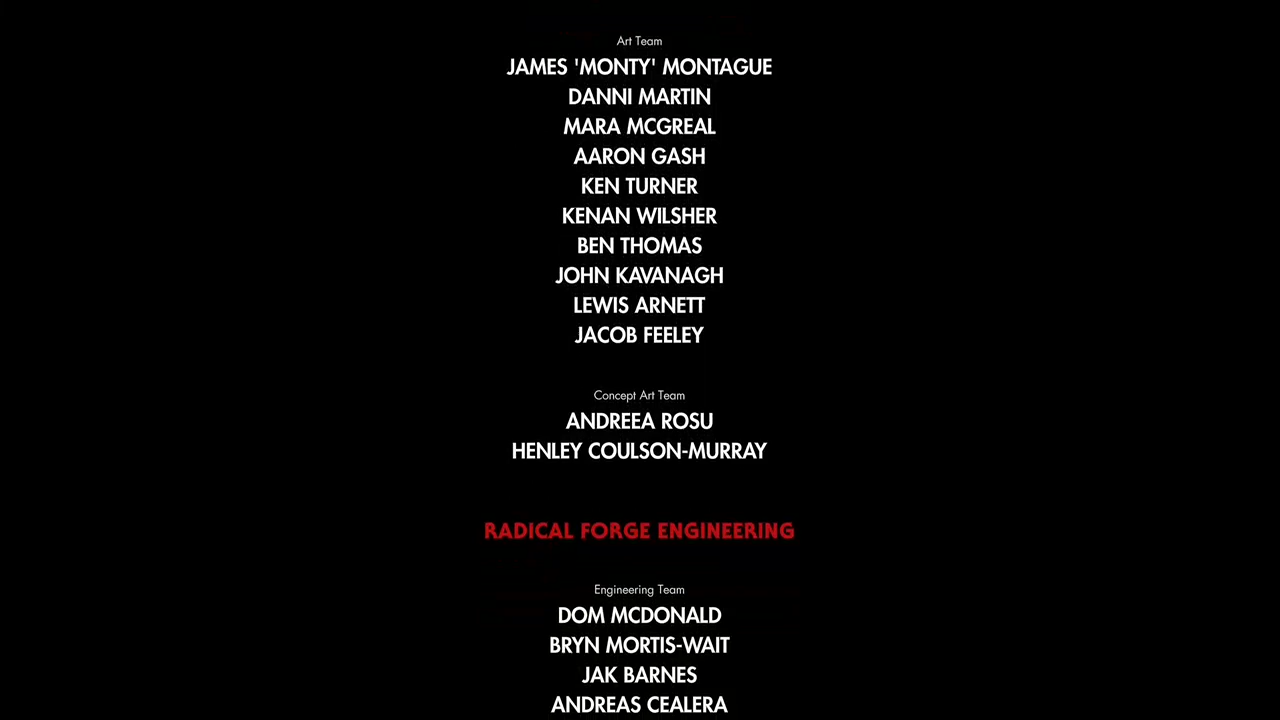 Art Team
JAMES 'MONTY' MONTAGUE
DANNI MARTIN
MARA MCGREAL
AARON GASH
KEN TURNER
KENAN WILSHER
BEN THOMAS
JOHN KAVANAGH
LEWIS ARNETT
JACOB FEELEY
Concept Art Team
ANDREEA ROSU
HENLEY COULSON-MURRAY
RADICAL FORGE ENGINEERING
Engineering Team
DOM MCDONALD
BRYN MORTIS-WAIT
JAK BARNES
ANDREAS CEALERA